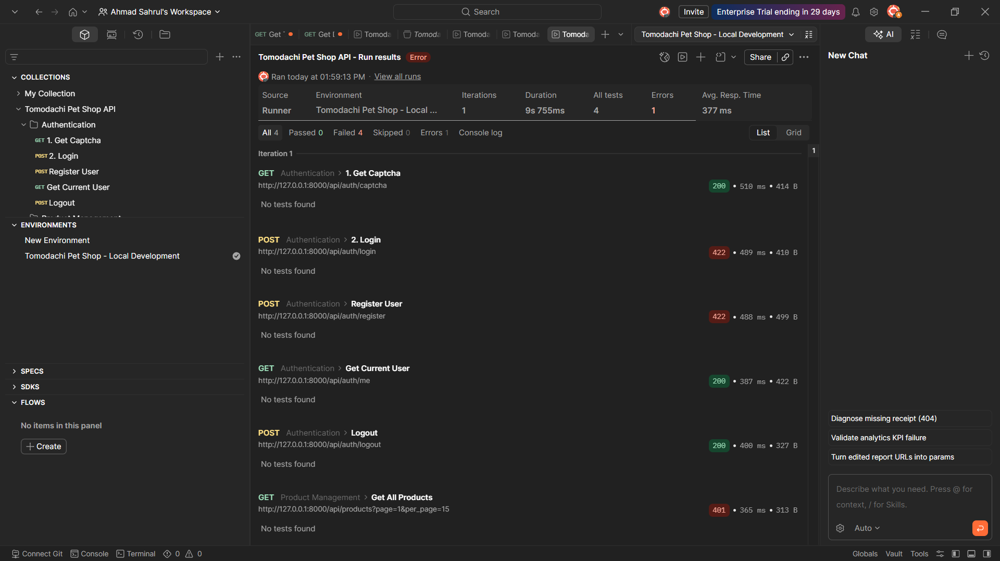 Ahmad Sahrul's Workspace
Search
Invite
Enterprise Trial ending in 29 days
GET Get
GET Get
Tomoda
Tomoda
Tomoda
Tomoda
Tomoda
Tomodachi Pet Shop - Local Development
AI
COLLECTIONS
My Collection
Tomodachi Pet Shop API
Authentication
GET 1. Get Captcha
POST 2. Login
POST Register User
GET Get Current User
POST Logout
Product Management
ENVIRONMENTS
New Environment
Tomodachi Pet Shop - Local Development
SPECS
SDKS
FLOWS
No items in this panel
Create
Tomodachi Pet Shop API - Run results
Error
Share
Ran today at 01:59:13 PM · View all runs
Source Environment Iterations Duration All tests Errors Avg. Resp. Time
Runner Tomodachi Pet Shop - Local ... 1 9s 755ms 4 1 377 ms
All 4 Passed 0 Failed 4 Skipped 0 Errors 1 Console log
List Grid
Iteration 1
1
GET Authentication > 1. Get Captcha
http://127.0.0.1:8000/api/auth/captcha
200 • 510 ms • 414 B
No tests found
POST Authentication > 2. Login
http://127.0.0.1:8000/api/auth/login
422 • 489 ms • 410 B
No tests found
POST Authentication > Register User
http://127.0.0.1:8000/api/auth/register
422 • 488 ms • 499 B
No tests found
GET Authentication > Get Current User
http://127.0.0.1:8000/api/auth/me
200 • 387 ms • 422 B
No tests found
POST Authentication > Logout
http://127.0.0.1:8000/api/auth/logout
200 • 400 ms • 327 B
No tests found
GET Product Management > Get All Products
http://127.0.0.1:8000/api/products?page=1&per_page=15
401 • 365 ms • 313 B
No tests found
New Chat
Diagnose missing receipt (404)
Validate analytics KPI failure
Turn edited report URLs into params
Describe what you need. Press @ for
context, / for Skills.
Auto
Connect Git
Console
Terminal
0
0
Globals
Vault
Tools